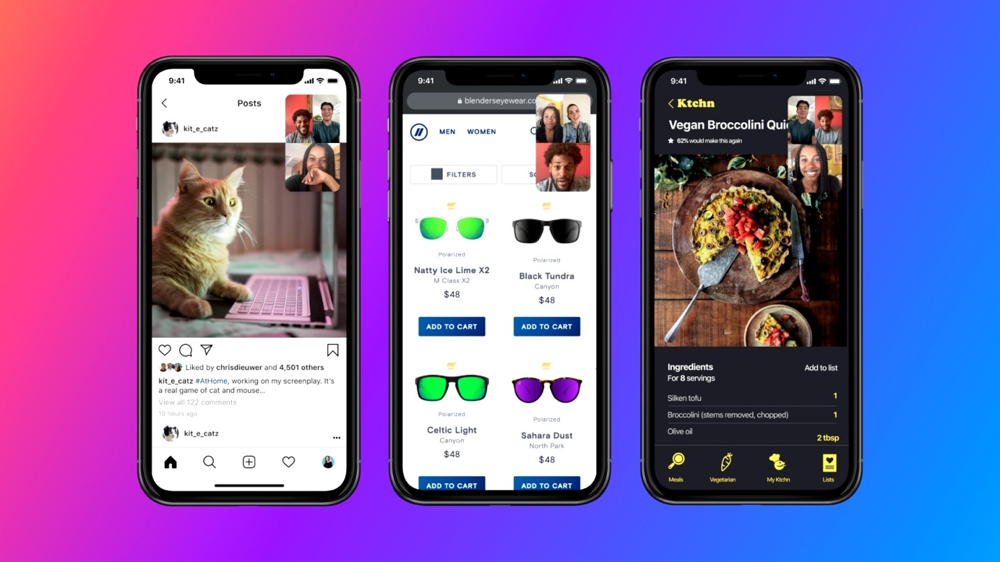 9:41
Posts
kit_e_catz
Liked by chrisdieuwer and 4,501 others
kit_e_catz #AtHome, working on my screenplay. It's
a real game of cat and mouse...
View all 122 comments
10 hours ago
kit_e_catz
9:41
blenderseyewear.co
MEN WOMEN
FILTERS
HOT HOT
Polarized
Natty Ice Lime X2
M Class X2
$48
ADD TO CART
Polarized
Black Tundra
Canyon
$48
ADD TO CART
HOT HOT
Polarized
Celtic Light
Canyon
$48
ADD TO CART
Polarized
Sahara Dust
North Park
$48
ADD TO CART
9:41
Ktchn
Vegan Broccolini Qui
62% would make this again
Ingredients
Add to list
For 8 servings
Silken tofu 1
Broccolini (stems removed, chopped) 1
Olive oil 2 tbsp
Meals Vegetarian My Ktchn Lists